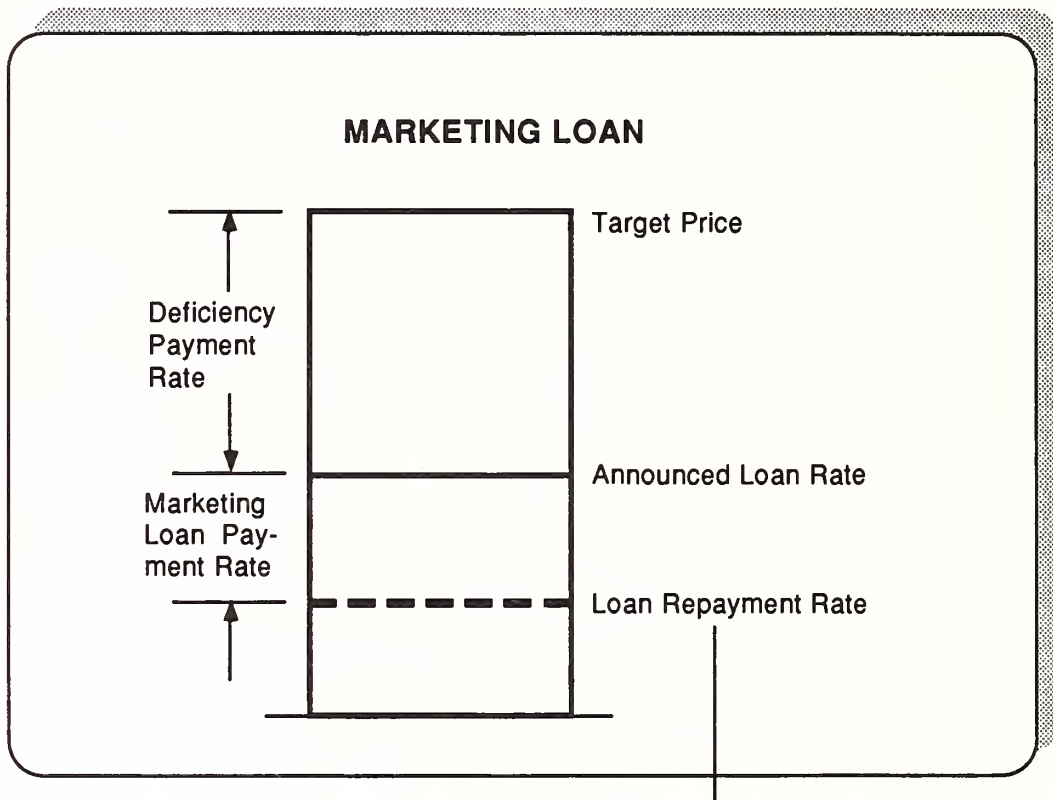 MARKETING LOAN
Target Price
Deficiency
Payment
Rate
Announced Loan Rate
Marketing
Loan Pay-
ment Rate
Loan Repayment Rate